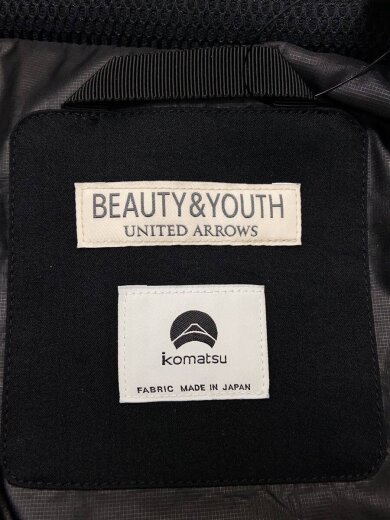 BEAUTY&YOUTH
UNITED ARROWS
komatsu
FABRIC MADE IN JAPAN